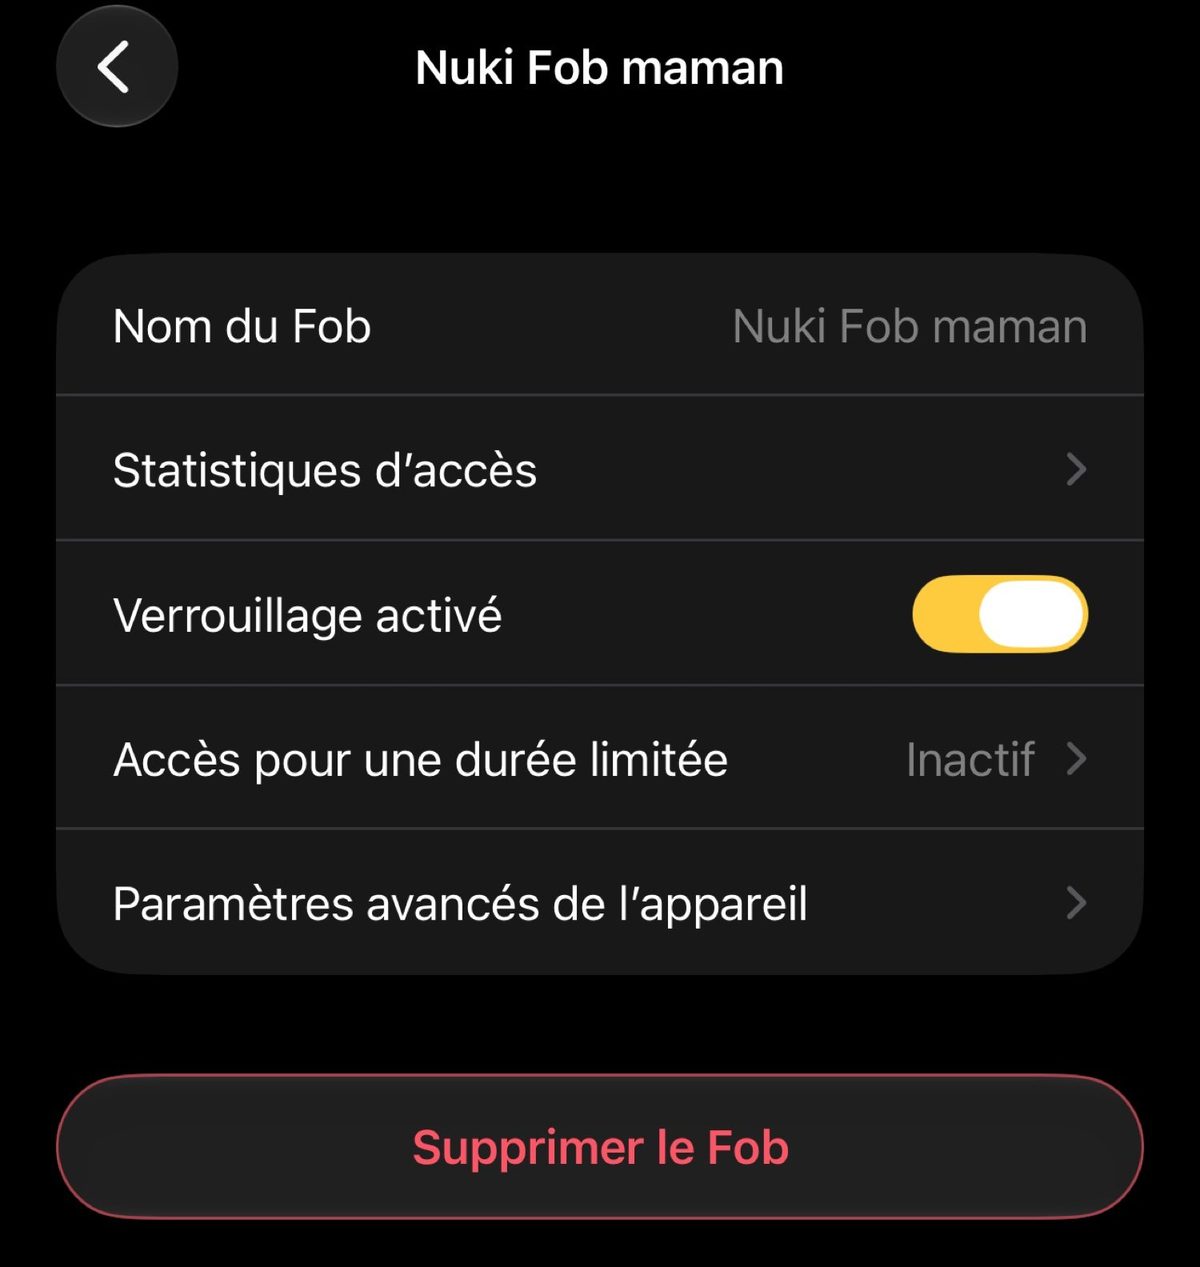 Nuki Fob maman
Nom du Fob Nuki Fob maman
Statistiques d’accès
Verrouillage activé
Accès pour une durée limitée Inactif
Paramètres avancés de l’appareil
Supprimer le Fob